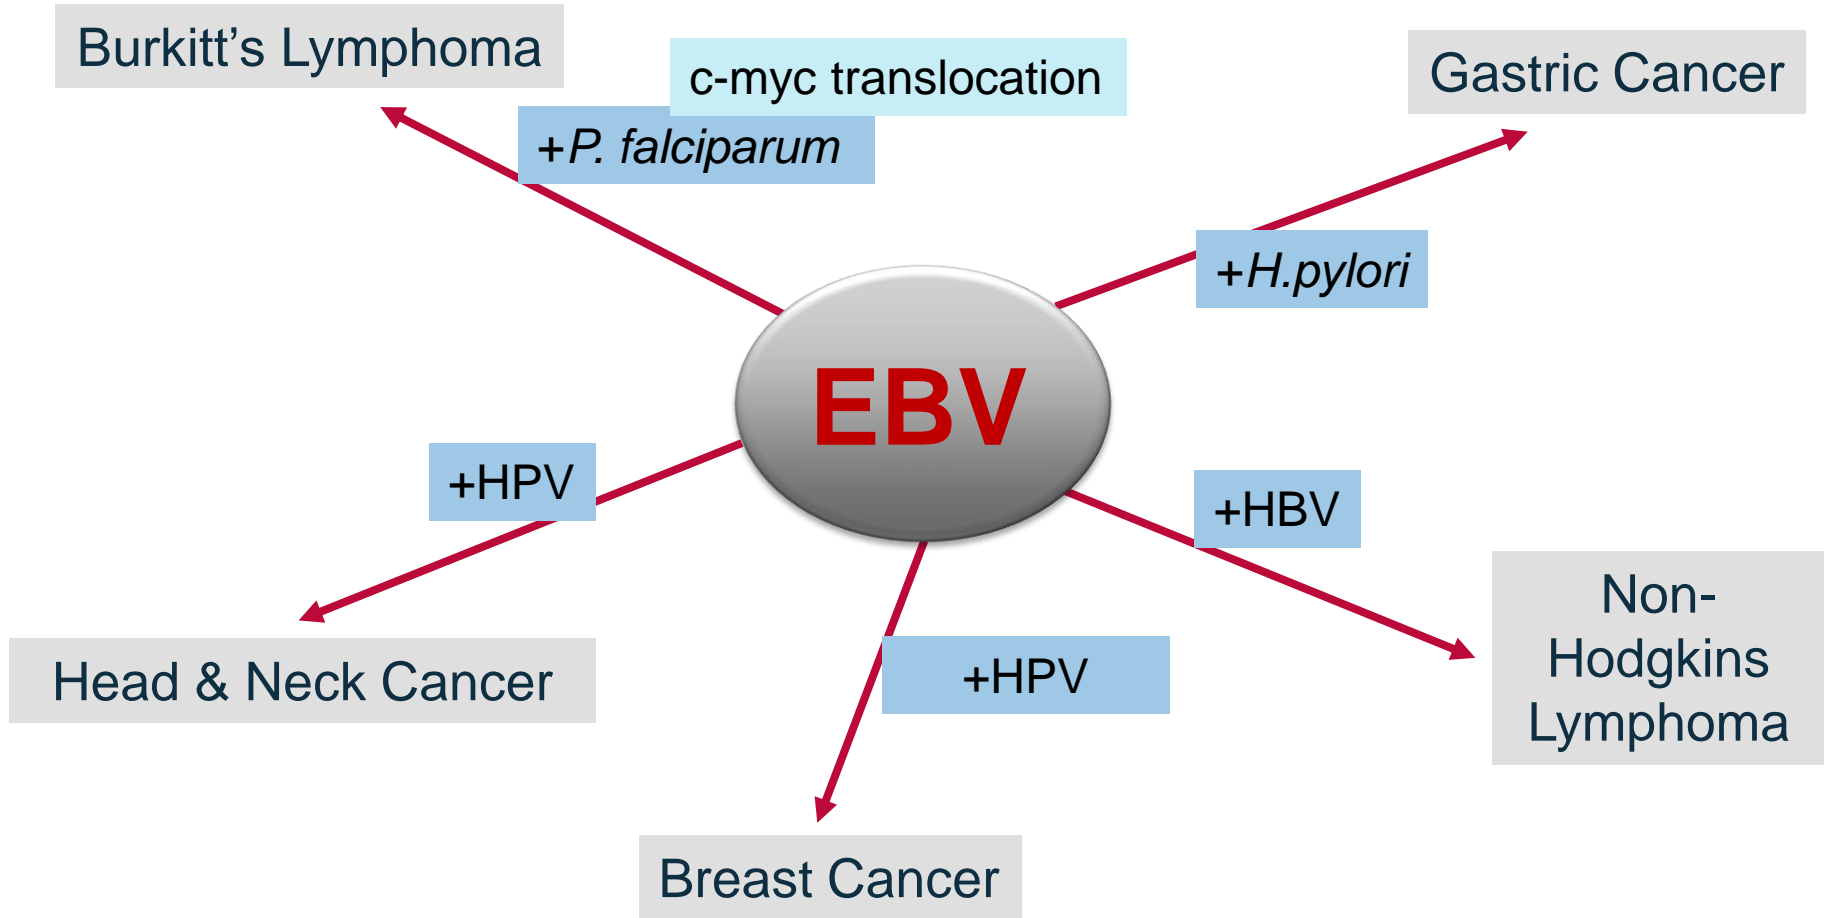 Burkitt’s Lymphoma
c-myc translocation
Gastric Cancer
+P. falciparum
+H.pylori
EBV
+HPV
+HBV
Non-
Hodgkins
Lymphoma
Head & Neck Cancer
+HPV
Breast Cancer